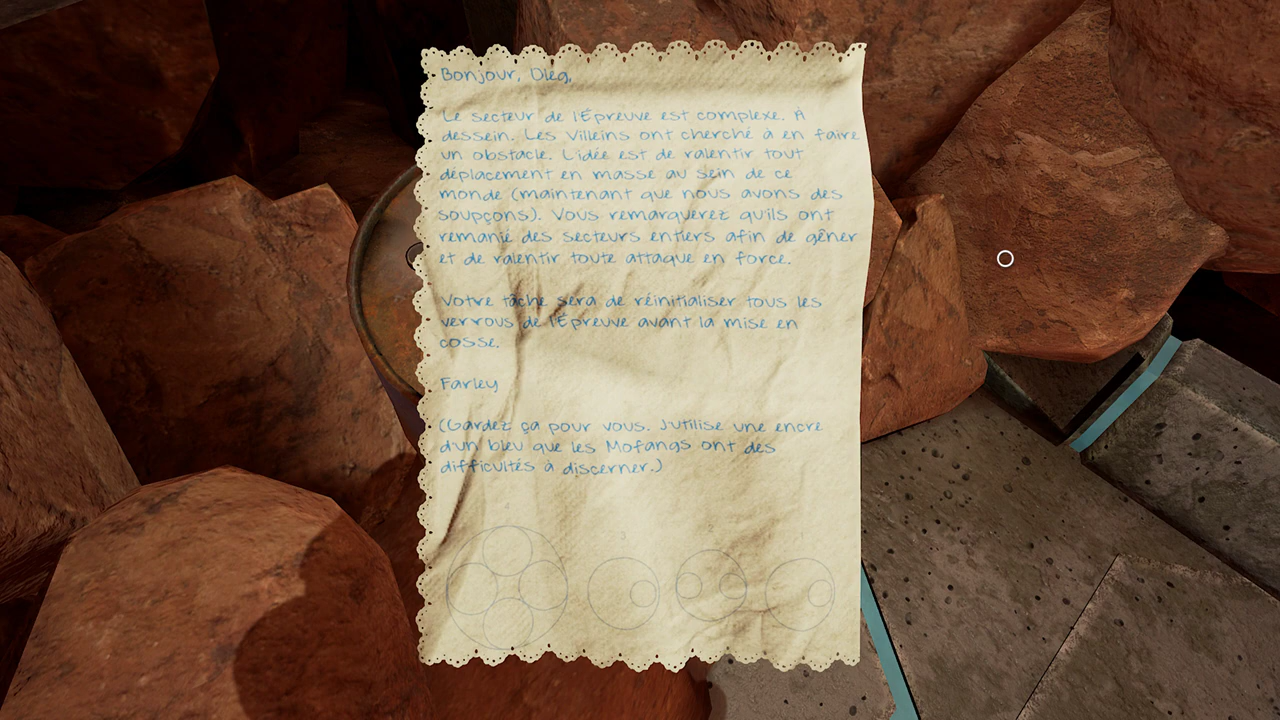 Bonjour, Oleg,
Le secteur de l'Épreuve est complexe. À
dessein. Les Villeins ont cherché à en faire
un obstacle. L'idée est de ralentir tout
déplacement en masse au sein de ce
monde (maintenant que nous avons des
soupçons). Vous remarquerez qu'ils ont
remanié des secteurs entiers afin de gêner
et de ralentir toute attaque en force.
Votre tâche sera de réinitialiser tous les
verrous de l'Épreuve avant la mise en
cosse.
Farley
(Gardez ça pour vous. J'utilise une encre
d'un bleu que les Mofangs ont des
difficultés à discerner.)